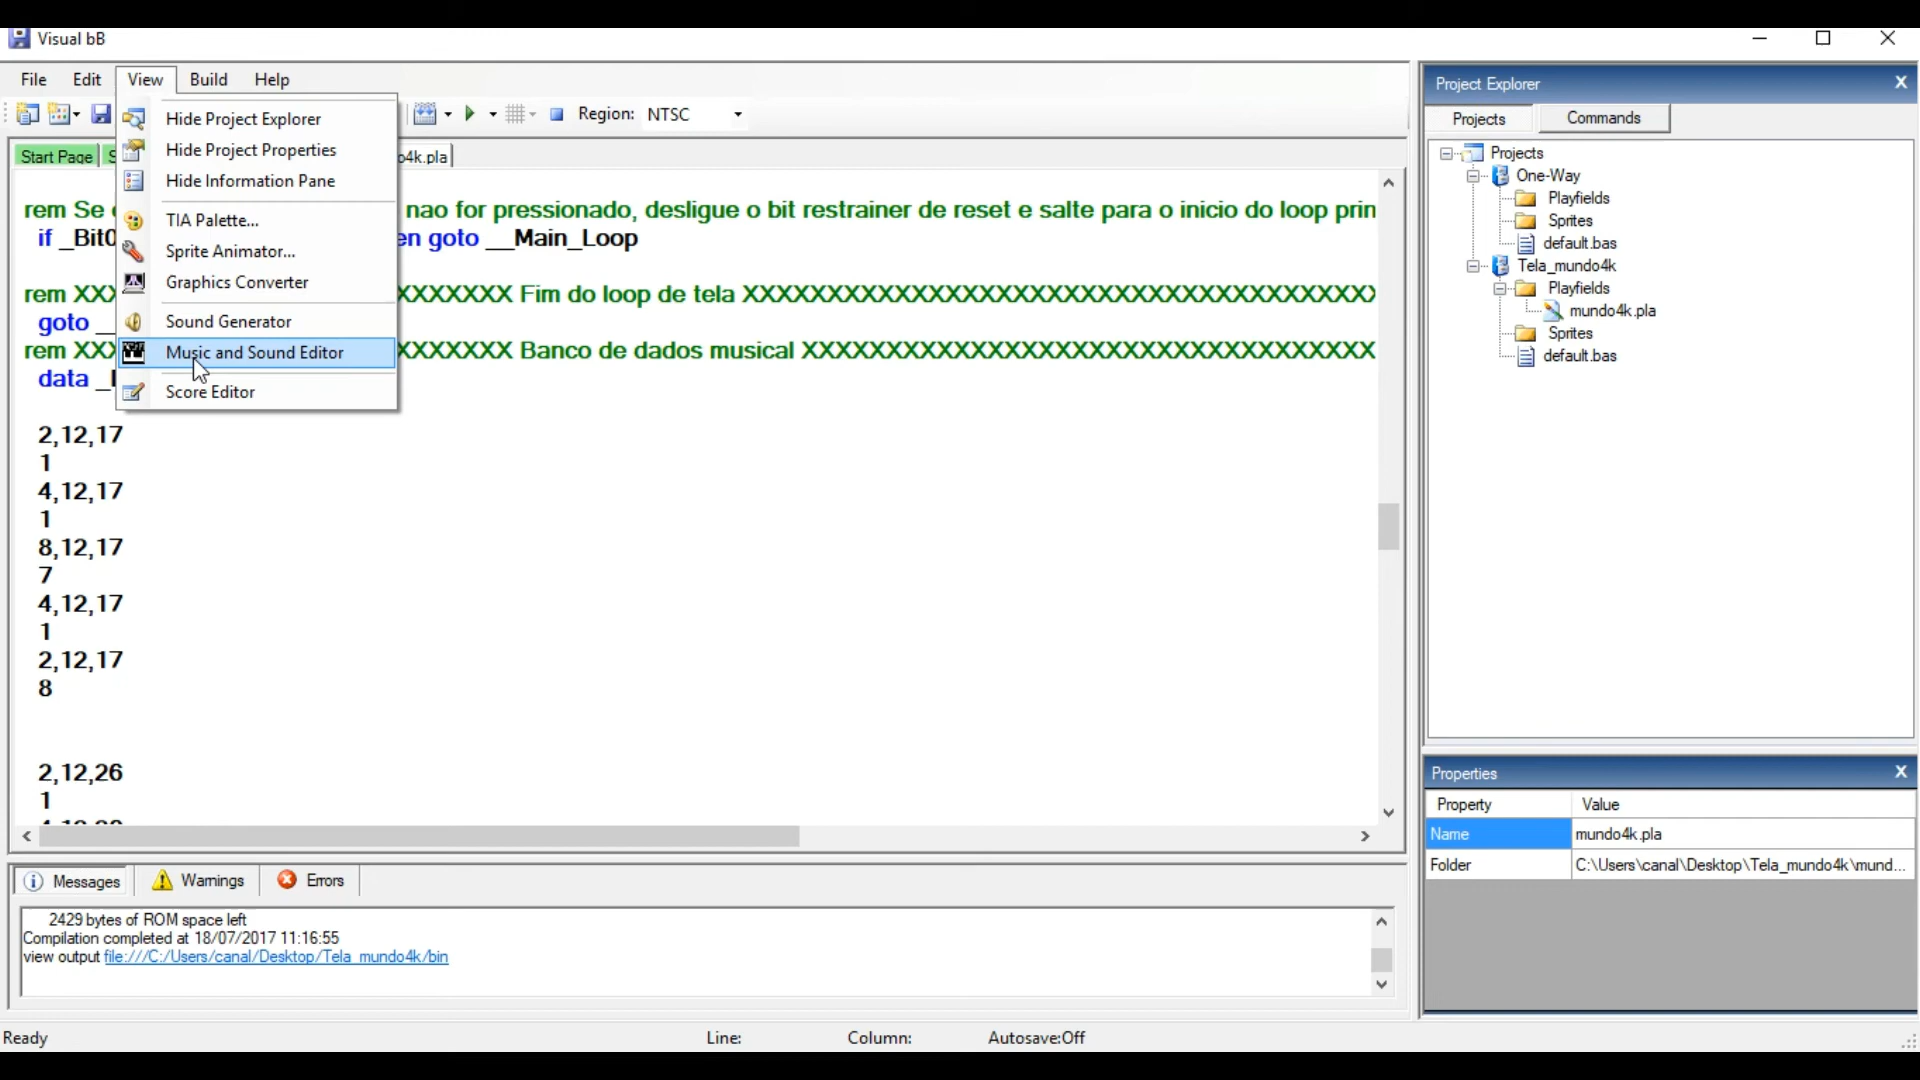 Visual bB
File Edit View Build Help
Region: NTSC
Hide Project Explorer
Hide Project Properties
Hide Information Pane
TIA Palette...
Sprite Animator...
Graphics Converter
Sound Generator
Music and Sound Editor
Score Editor
Start Page
o4k.pla
rem Se nao for pressionado, desligue o bit restrainer de reset e salte para o inicio do loop prin
if _Bit0 en goto __Main_Loop
rem XXX XXXXXXX Fim do loop de tela XXXXXXXXXXXXXXXXXXXXXXXXXXXXXXXXX
goto __
rem XXX XXXXXXX Banco de dados musical XXXXXXXXXXXXXXXXXXXXXXXXXXXXXX
data _
2,12,17
1
4,12,17
1
8,12,17
7
4,12,17
1
2,12,17
8
2,12,26
1
Messages Warnings Errors
2429 bytes of ROM space left
Compilation completed at 18/07/2017 11:16:55
view output file:///C:/Users/canal/Desktop/Tela_mundo4k/bin
Ready Line: Column: Autosave:Off
Project Explorer X
Projects Commands
Projects
One-Way
Playfields
Sprites
default.bas
Tela_mundo4k
Playfields
mundo4k.pla
Sprites
default.bas
Properties X
Property Value
Name mundo4k.pla
Folder C:\Users\canal\Desktop\Tela_mundo4k\mund...